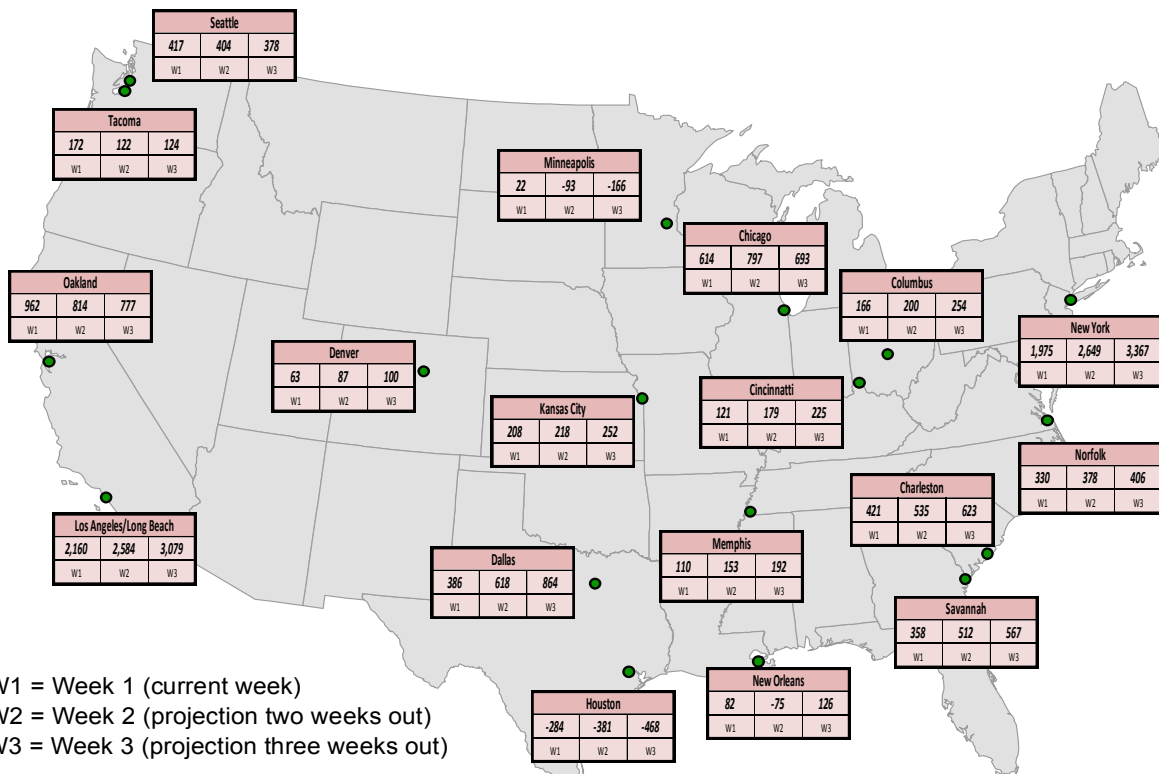 Seattle
417 404 378
W1 W2 W3
Tacoma
172 122 124
W1 W2 W3
Minneapolis
22 -93 -166
W1 W2 W3
Chicago
614 797 693
W1 W2 W3
Oakland
962 814 777
W1 W2 W3
Columbus
166 200 254
W1 W2 W3
New York
1,975 2,649 3,367
W1 W2 W3
Denver
63 87 100
W1 W2 W3
Cincinnatti
121 179 225
W1 W2 W3
Kansas City
208 218 252
W1 W2 W3
Norfolk
330 378 406
W1 W2 W3
Charleston
421 535 623
W1 W2 W3
Los Angeles/Long Beach
2,160 2,584 3,079
W1 W2 W3
Memphis
110 153 192
W1 W2 W3
Dallas
386 618 864
W1 W2 W3
Savannah
358 512 567
W1 W2 W3
New Orleans
82 -75 126
W1 W2 W3
Houston
-284 -381 -468
W1 W2 W3
W1 = Week 1 (current week)
W2 = Week 2 (projection two weeks out)
W3 = Week 3 (projection three weeks out)